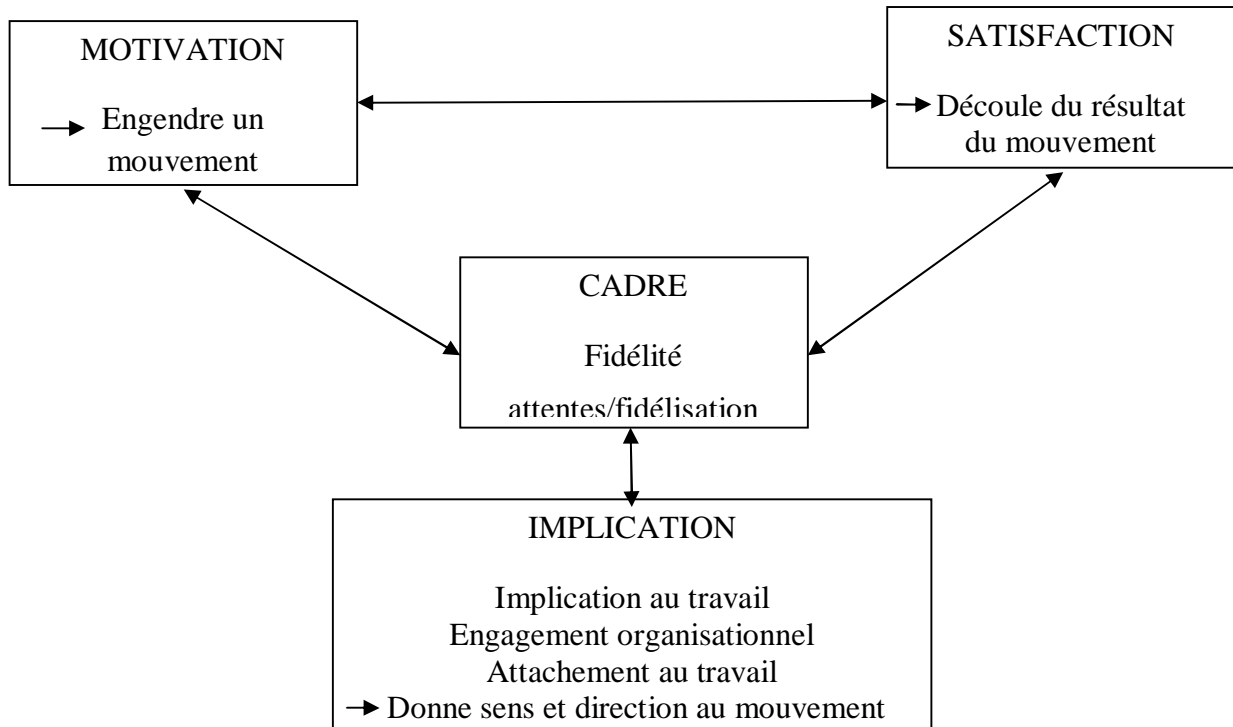 MOTIVATION
→ Engendre un
mouvement
SATISFACTION
→ Découle du résultat
du mouvement
CADRE
Fidélité
attentes/fidélisation
IMPLICATION
Implication au travail
Engagement organisationnel
Attachement au travail
→ Donne sens et direction au mouvement